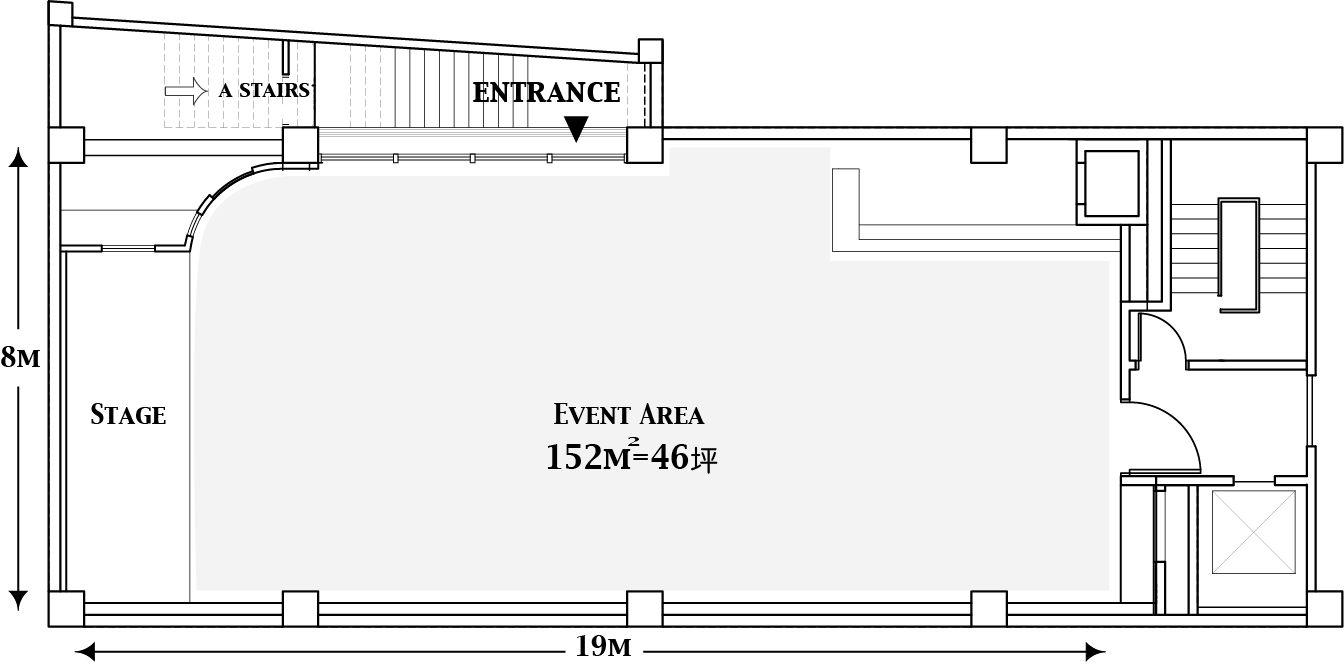 A STAIRS
ENTRANCE
8M
STAGE
EVENT AREA
152M²=46坪
19M